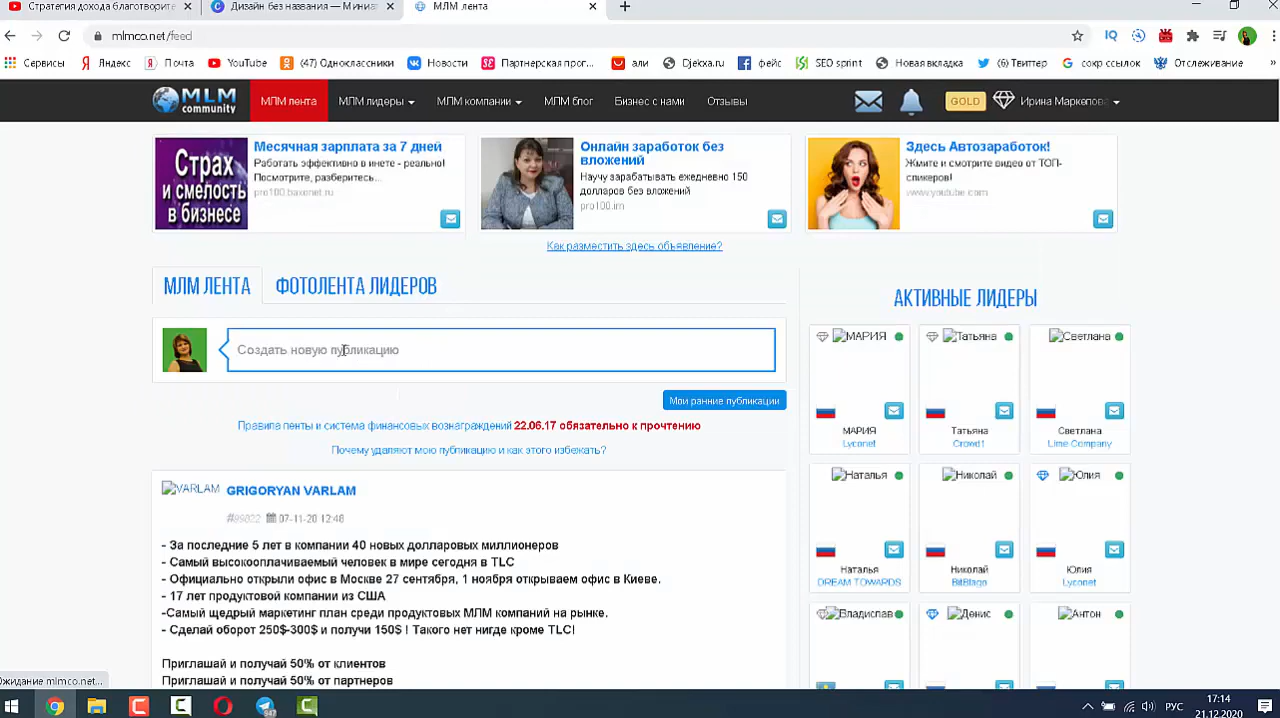 Стратегия дохода благотворите
Дизайн без названия — Миниа
МЛМ лента
mlmco.net/feed
Сервисы
Яндекс
Почта
YouTube
(47) Одноклассники
Новости
Партнерская прог...
али
Djekxa.ru
фейс
SEO sprint
Новая вкладка
(6) Твиттер
сокр ссылок
Отслеживание
MLM community
МЛМ лента
МЛМ лидеры
МЛМ компании
МЛМ блог
Бизнес с нами
Отзывы
GOLD
Ирина Маркелова
Страх
и смелость
в бизнесе
Месячная зарплата за 7 дней
Работать эффективно в инете - реально!
Посмотрите, разберитесь...
pro100.baxonet.ru
Онлайн заработок без
вложений
Научу зарабатывать ежедневно 150
долларов без вложений
pro100.im
Здесь Автозаработок!
Жмите и смотрите видео от ТОП-
спикеров!
www.youtube.com
Как разместить здесь объявление?
МЛМ ЛЕНТА
ФОТОЛЕНТА ЛИДЕРОВ
АКТИВНЫЕ ЛИДЕРЫ
Создать новую публикацию
Мои ранние публикации
Правила ленты и система финансовых вознаграждений 22.06.17 обязательно к прочтению
Почему удаляют мою публикацию и как этого избежать?
VARLAM
GRIGORYAN VARLAM
#99822 07-11-20 12:48
- За последние 5 лет в компании 40 новых долларовых миллионеров
- Самый высокооплачиваемый человек в мире сегодня в TLC
- Официально открыли офис в Москве 27 сентября, 1 ноября открываем офис в Киеве.
- 17 лет продуктовой компании из США
-Самый щедрый маркетинг план среди продуктовых МЛМ компаний на рынке.
- Сделай оборот 250$-300$ и получи 150$ ! Такого нет нигде кроме TLC!
Приглашай и получай 50% от клиентов
Приглашай и получай 50% от партнеров
МАРИЯ
Татьяна
Светлана
МАРИЯ
Lyconet
Татьяна
Crowd1
Светлана
Lime Company
Наталья
Николай
Юлия
Наталья
DREAM TOWARDS
Николай
BitBlago
Юлия
Lyconet
Владислав
Денис
Антон
Ожидание mlmco.net...
РУС
17:14
21.12.2020